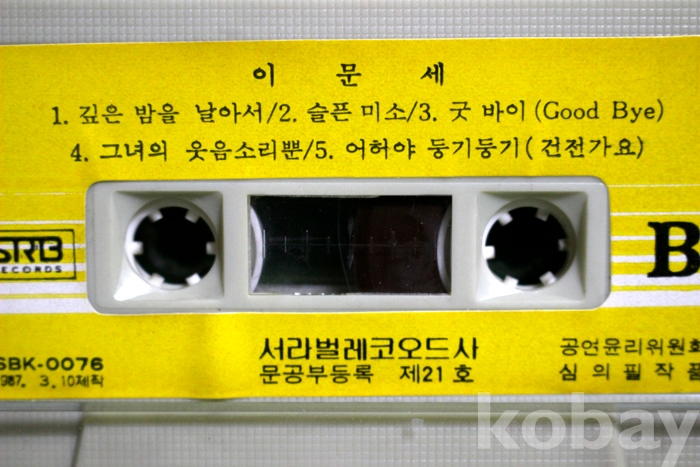 이 문 세
1. 깊은 밤을 날아서/2. 슬픈 미소/3. 굿 바이 (Good Bye)
4. 그녀의 웃음소리뿐/5. 어허야 둥기둥기 ( 건전가요)
SRB
RECORDS
B
SBK-0076
1987. 3. 10제작
서라벌레코오드사
문공부등록 제21호
공연윤리위원회
심 의 필 작 품
kobay